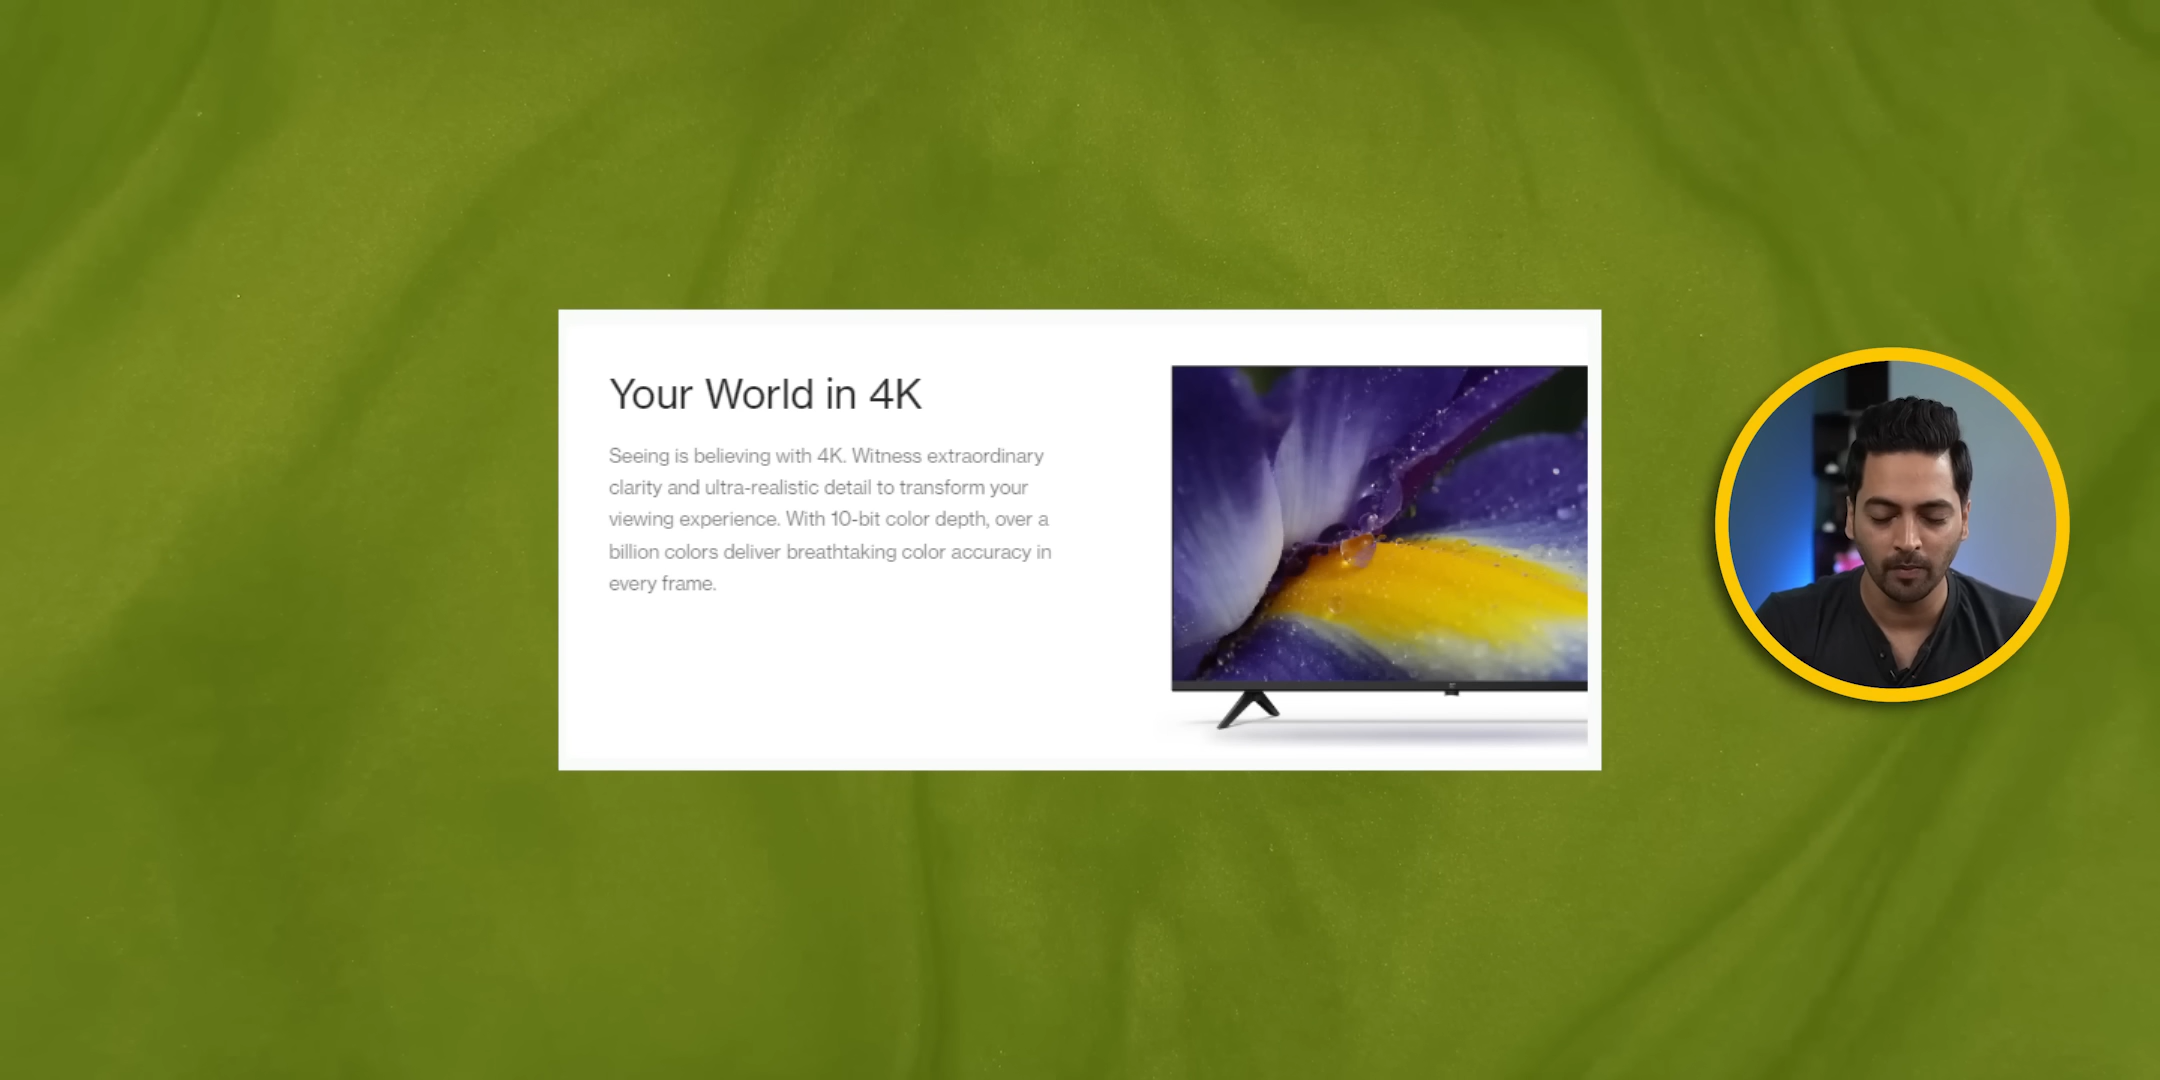 Your World in 4K
Seeing is believing with 4K. Witness extraordinary
clarity and ultra-realistic detail to transform your
viewing experience. With 10-bit color depth, over a
billion colors deliver breathtaking color accuracy in
every frame.